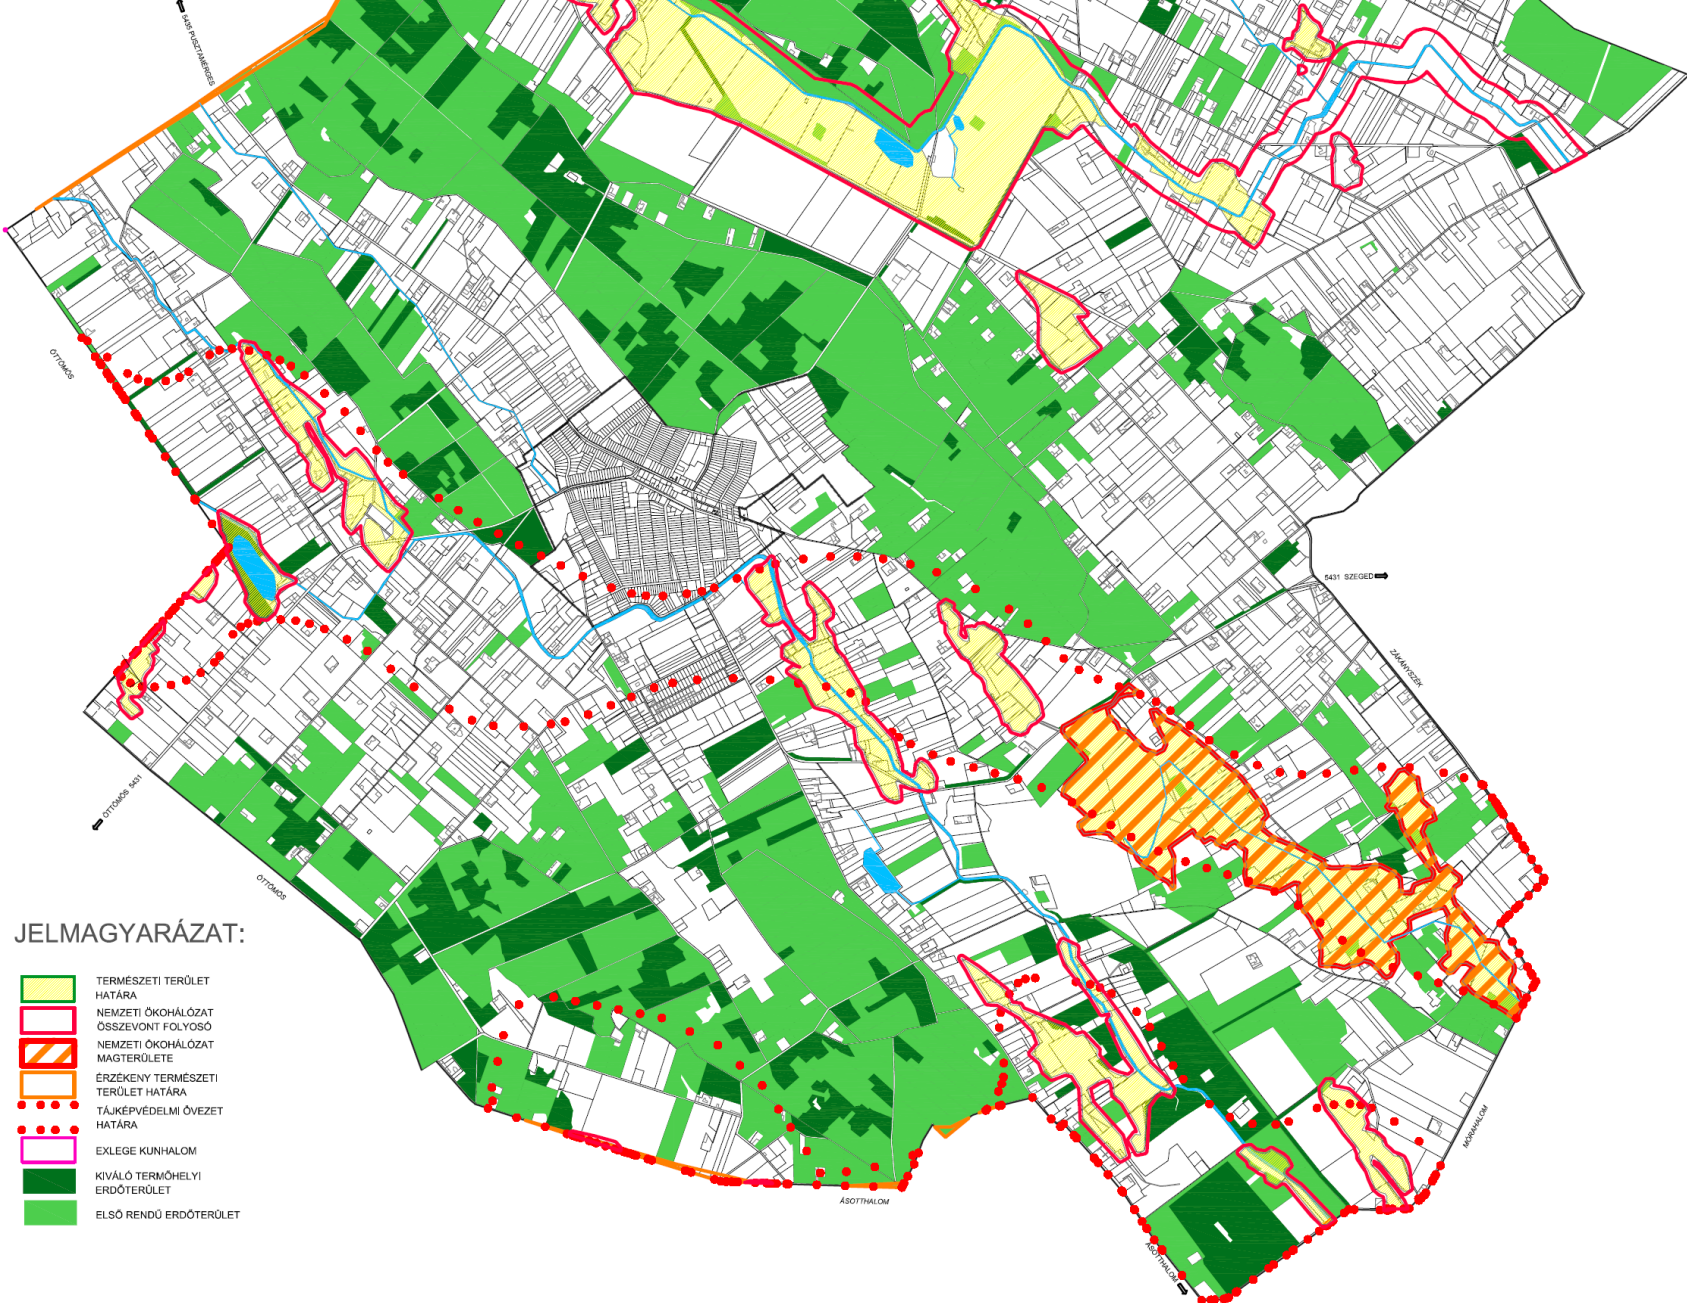 5435 PUSZTAMÉRGES
ÖTTÖMÖS
5431 SZEGED
ZÁKÁNYSZÉK
ÖTTÖMÖS 5431
ÖTTÖMÖS
MÓRAHALOM
ÁSOTTHALOM
ÁSOTTHALOM
JELMAGYARÁZAT:
TERMÉSZETI TERÜLET
HATÁRA
NEMZETI ÖKOHÁLÓZAT
ÖSSZEVONT FOLYOSÓ
NEMZETI ÖKOHÁLÓZAT
MAGTERÜLETE
ÉRZÉKENY TERMÉSZETI
TERÜLET HATÁRA
TÁJKÉPVÉDELMI ÖVEZET
HATÁRA
EXLEGE KUNHALOM
KIVÁLÓ TERMŐHELYI
ERDŐTERÜLET
ELSŐ RENDŰ ERDŐTERÜLET